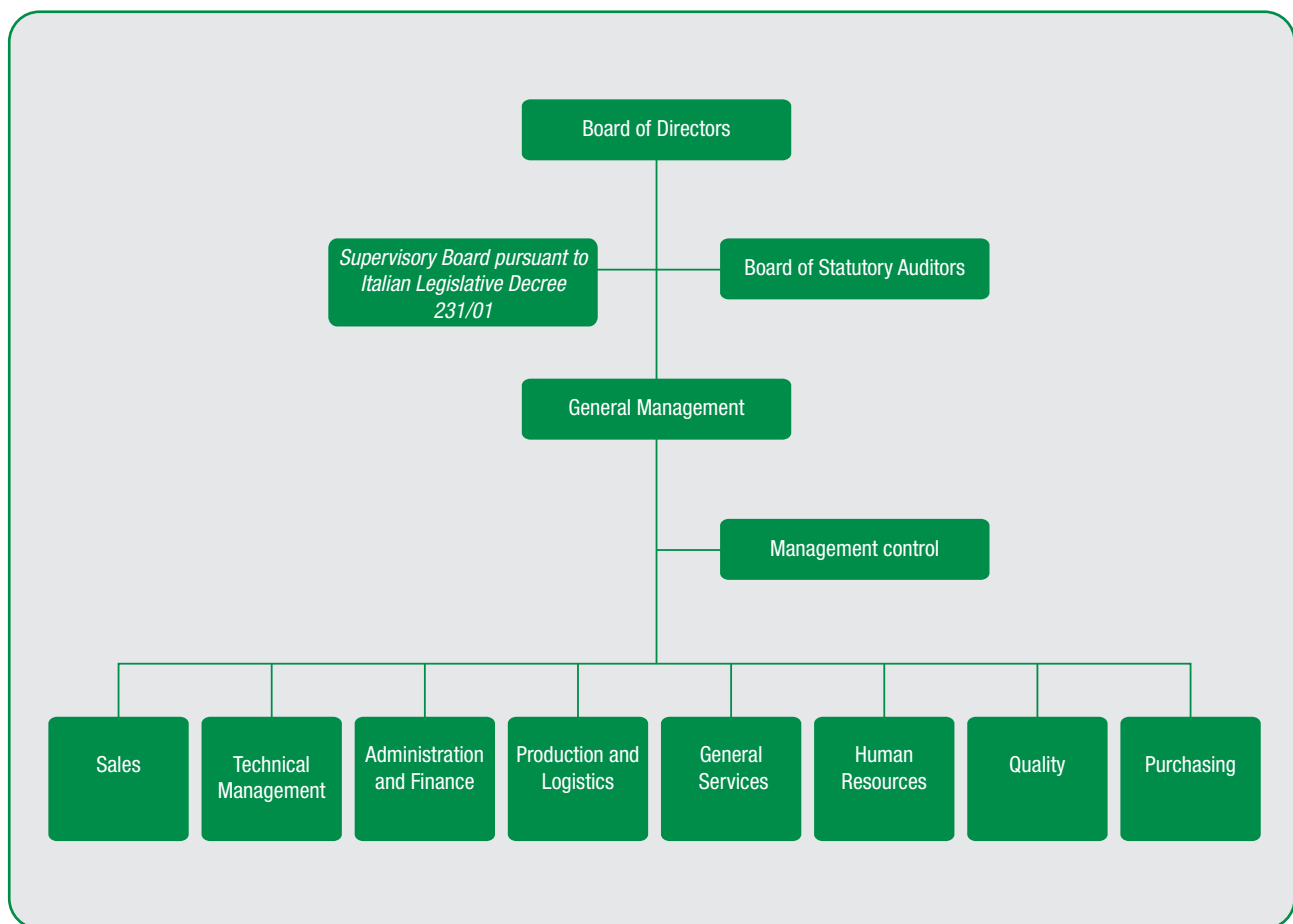 Board of Directors
Supervisory Board pursuant to
Italian Legislative Decree
231/01
Board of Statutory Auditors
General Management
Management control
Sales
Technical
Management
Administration
and Finance
Production and
Logistics
General
Services
Human
Resources
Quality
Purchasing